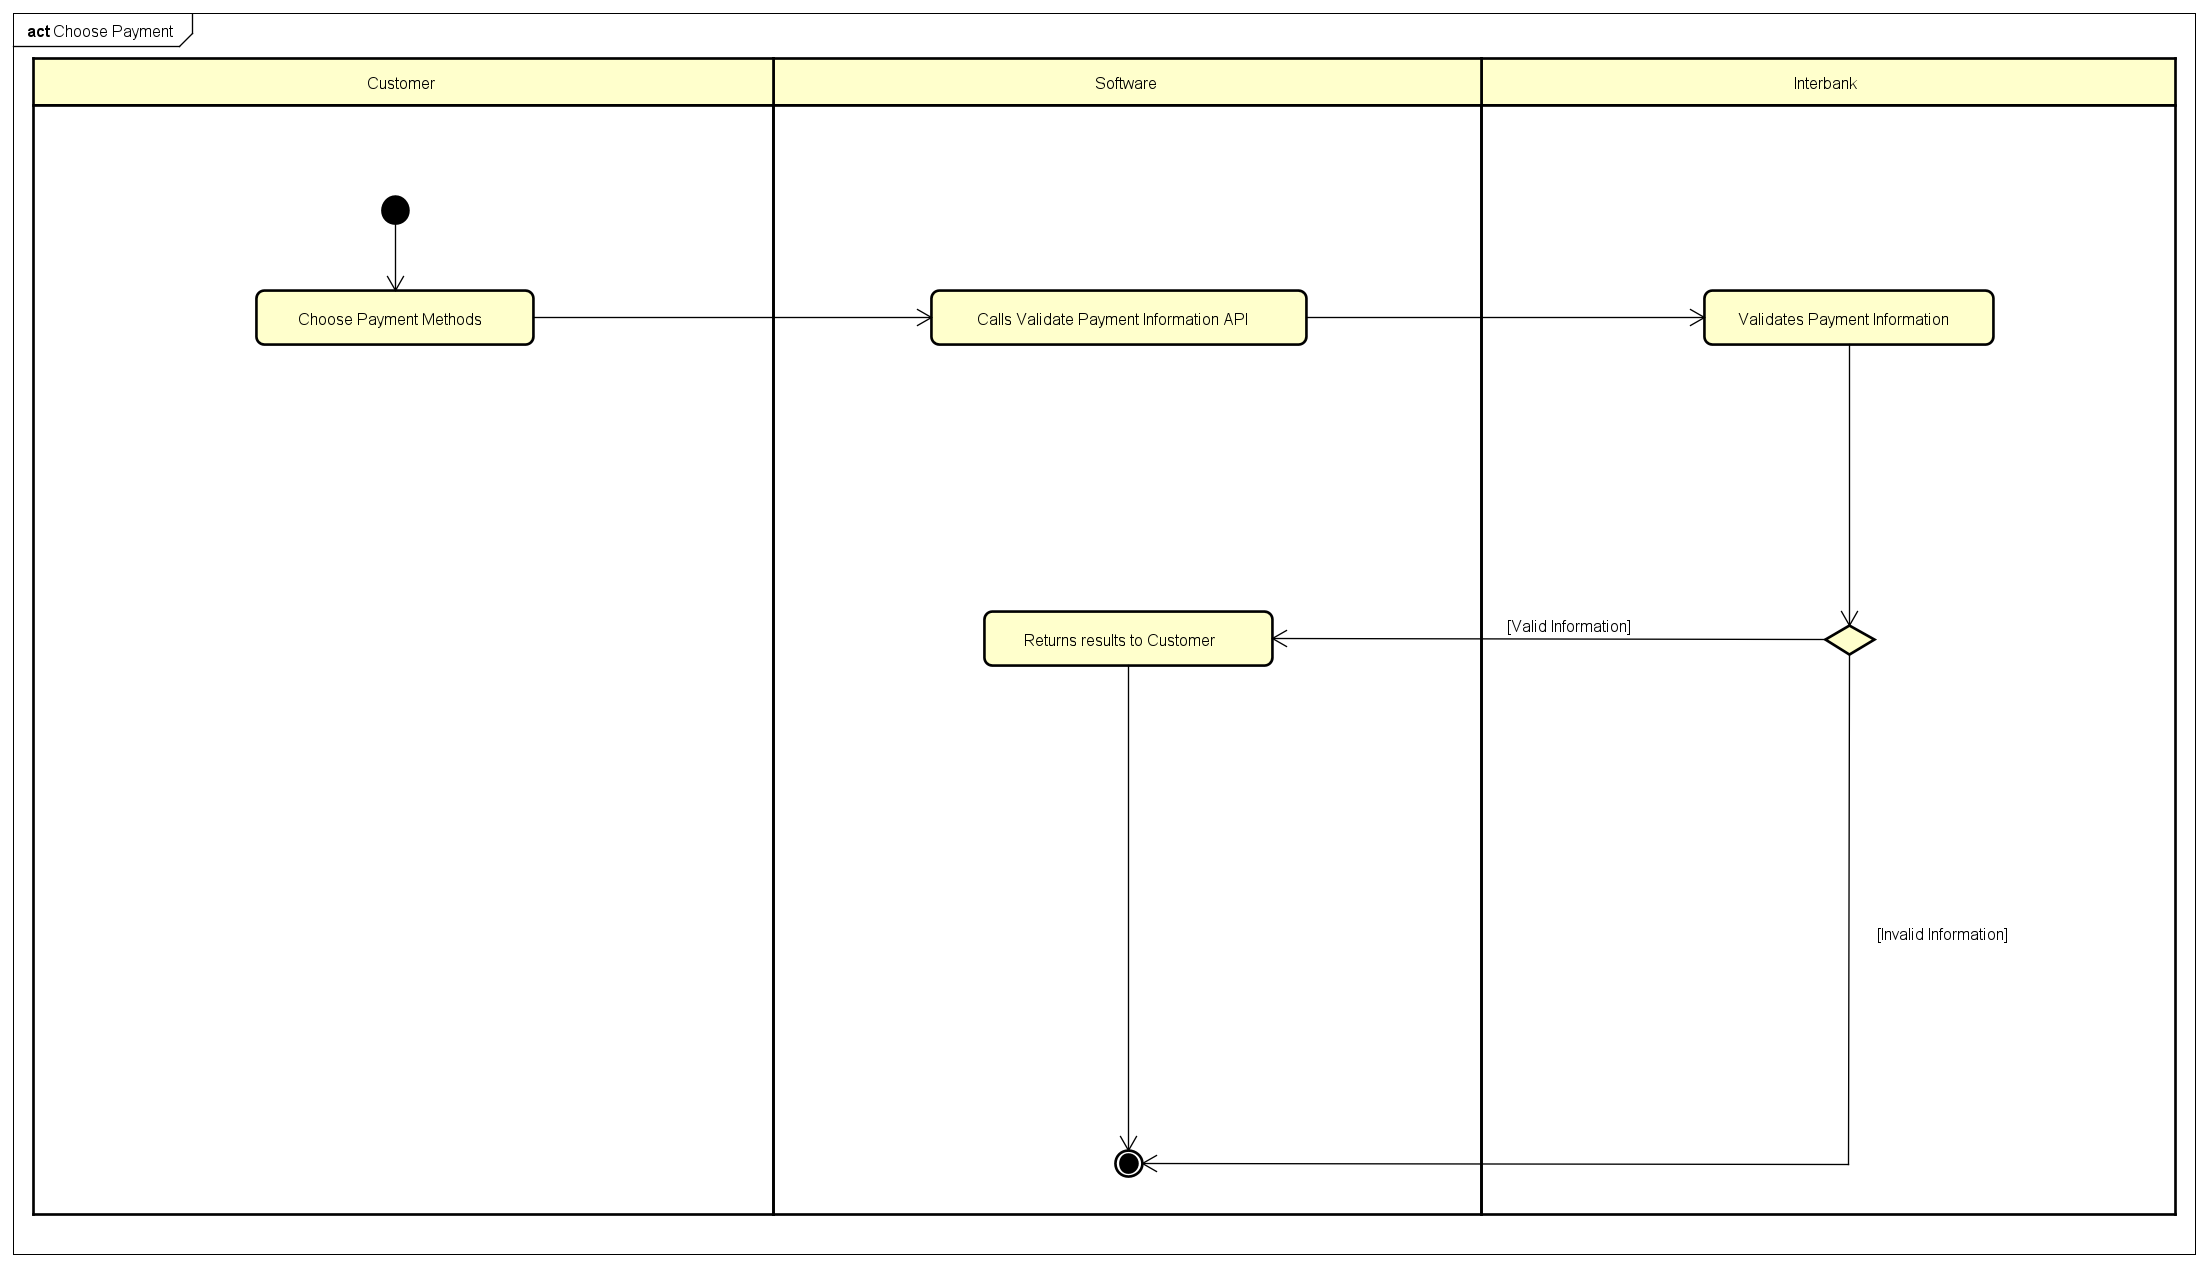 act Choose Payment
Customer
Software
Interbank
Choose Payment Methods
Calls Validate Payment Information API
Validates Payment Information
Returns results to Customer
[Valid Information]
[Invalid Information]